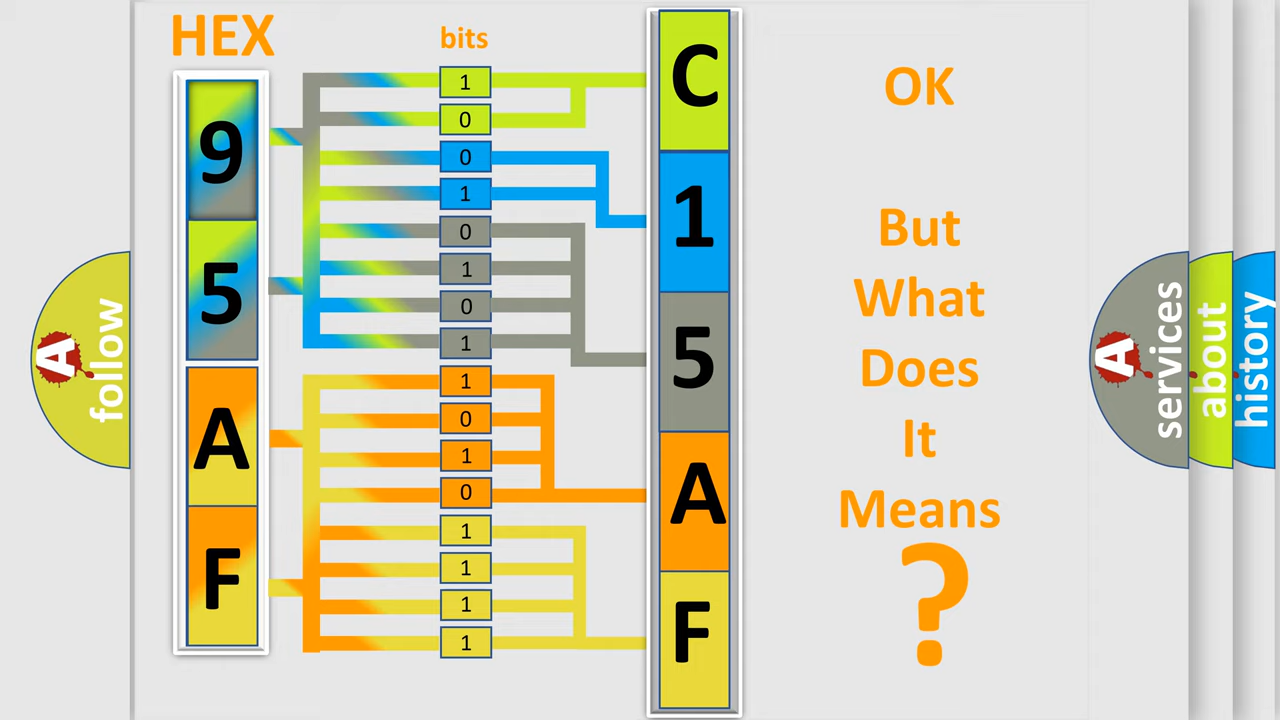 HEX
bits
9
5
A
F
1
0
0
1
0
1
0
1
1
0
1
0
1
1
1
1
C
1
5
A
F
OK
But
What
Does
It
Means
?
A
follow
A
services
about
history